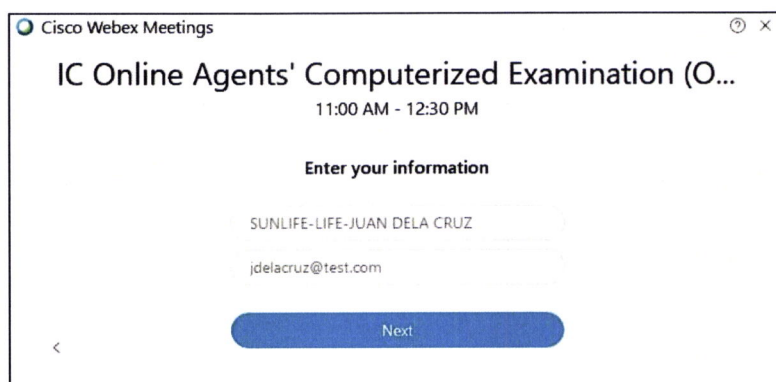 Cisco Webex Meetings
IC Online Agents' Computerized Examination (O...
11:00 AM - 12:30 PM
Enter your information
SUNLIFE-LIFE-JUAN DELA CRUZ
jdelacruz@test.com
Next